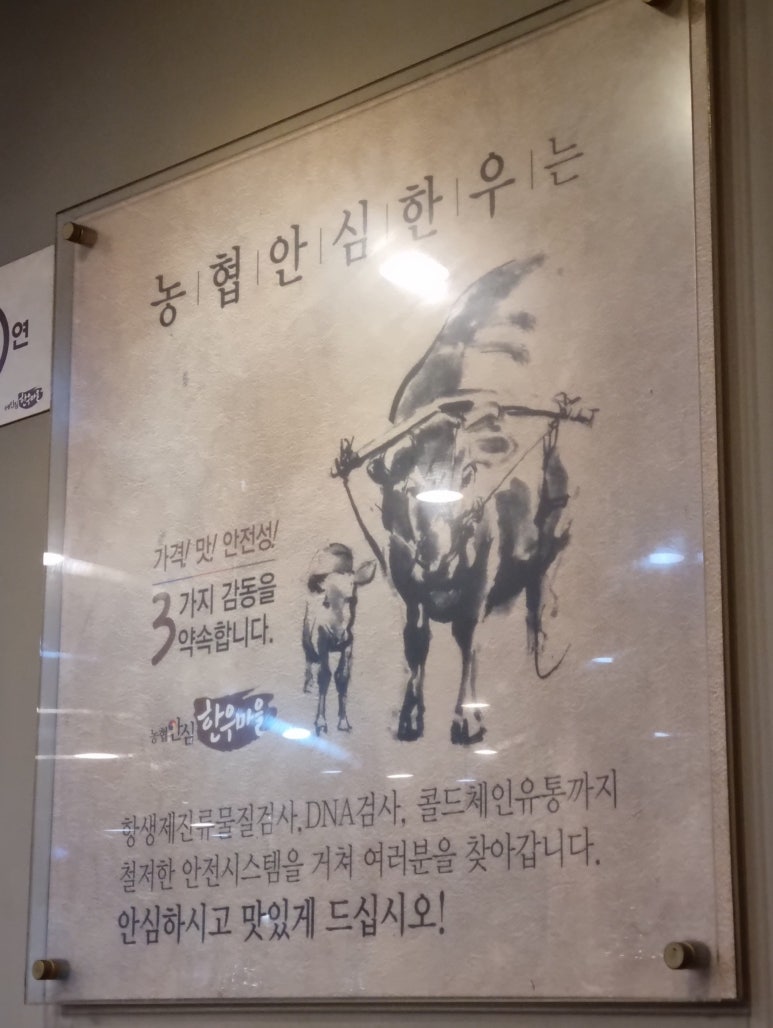 농협안심한우는
연
가격! 맛! 안전성!
3가지 감동을
약속합니다.
농협안심 한우마을
항생제잔류물질검사, DNA검사, 콜드체인유통까지
철저한 안전시스템을 거쳐 여러분을 찾아갑니다.
안심하시고 맛있게 드십시오!